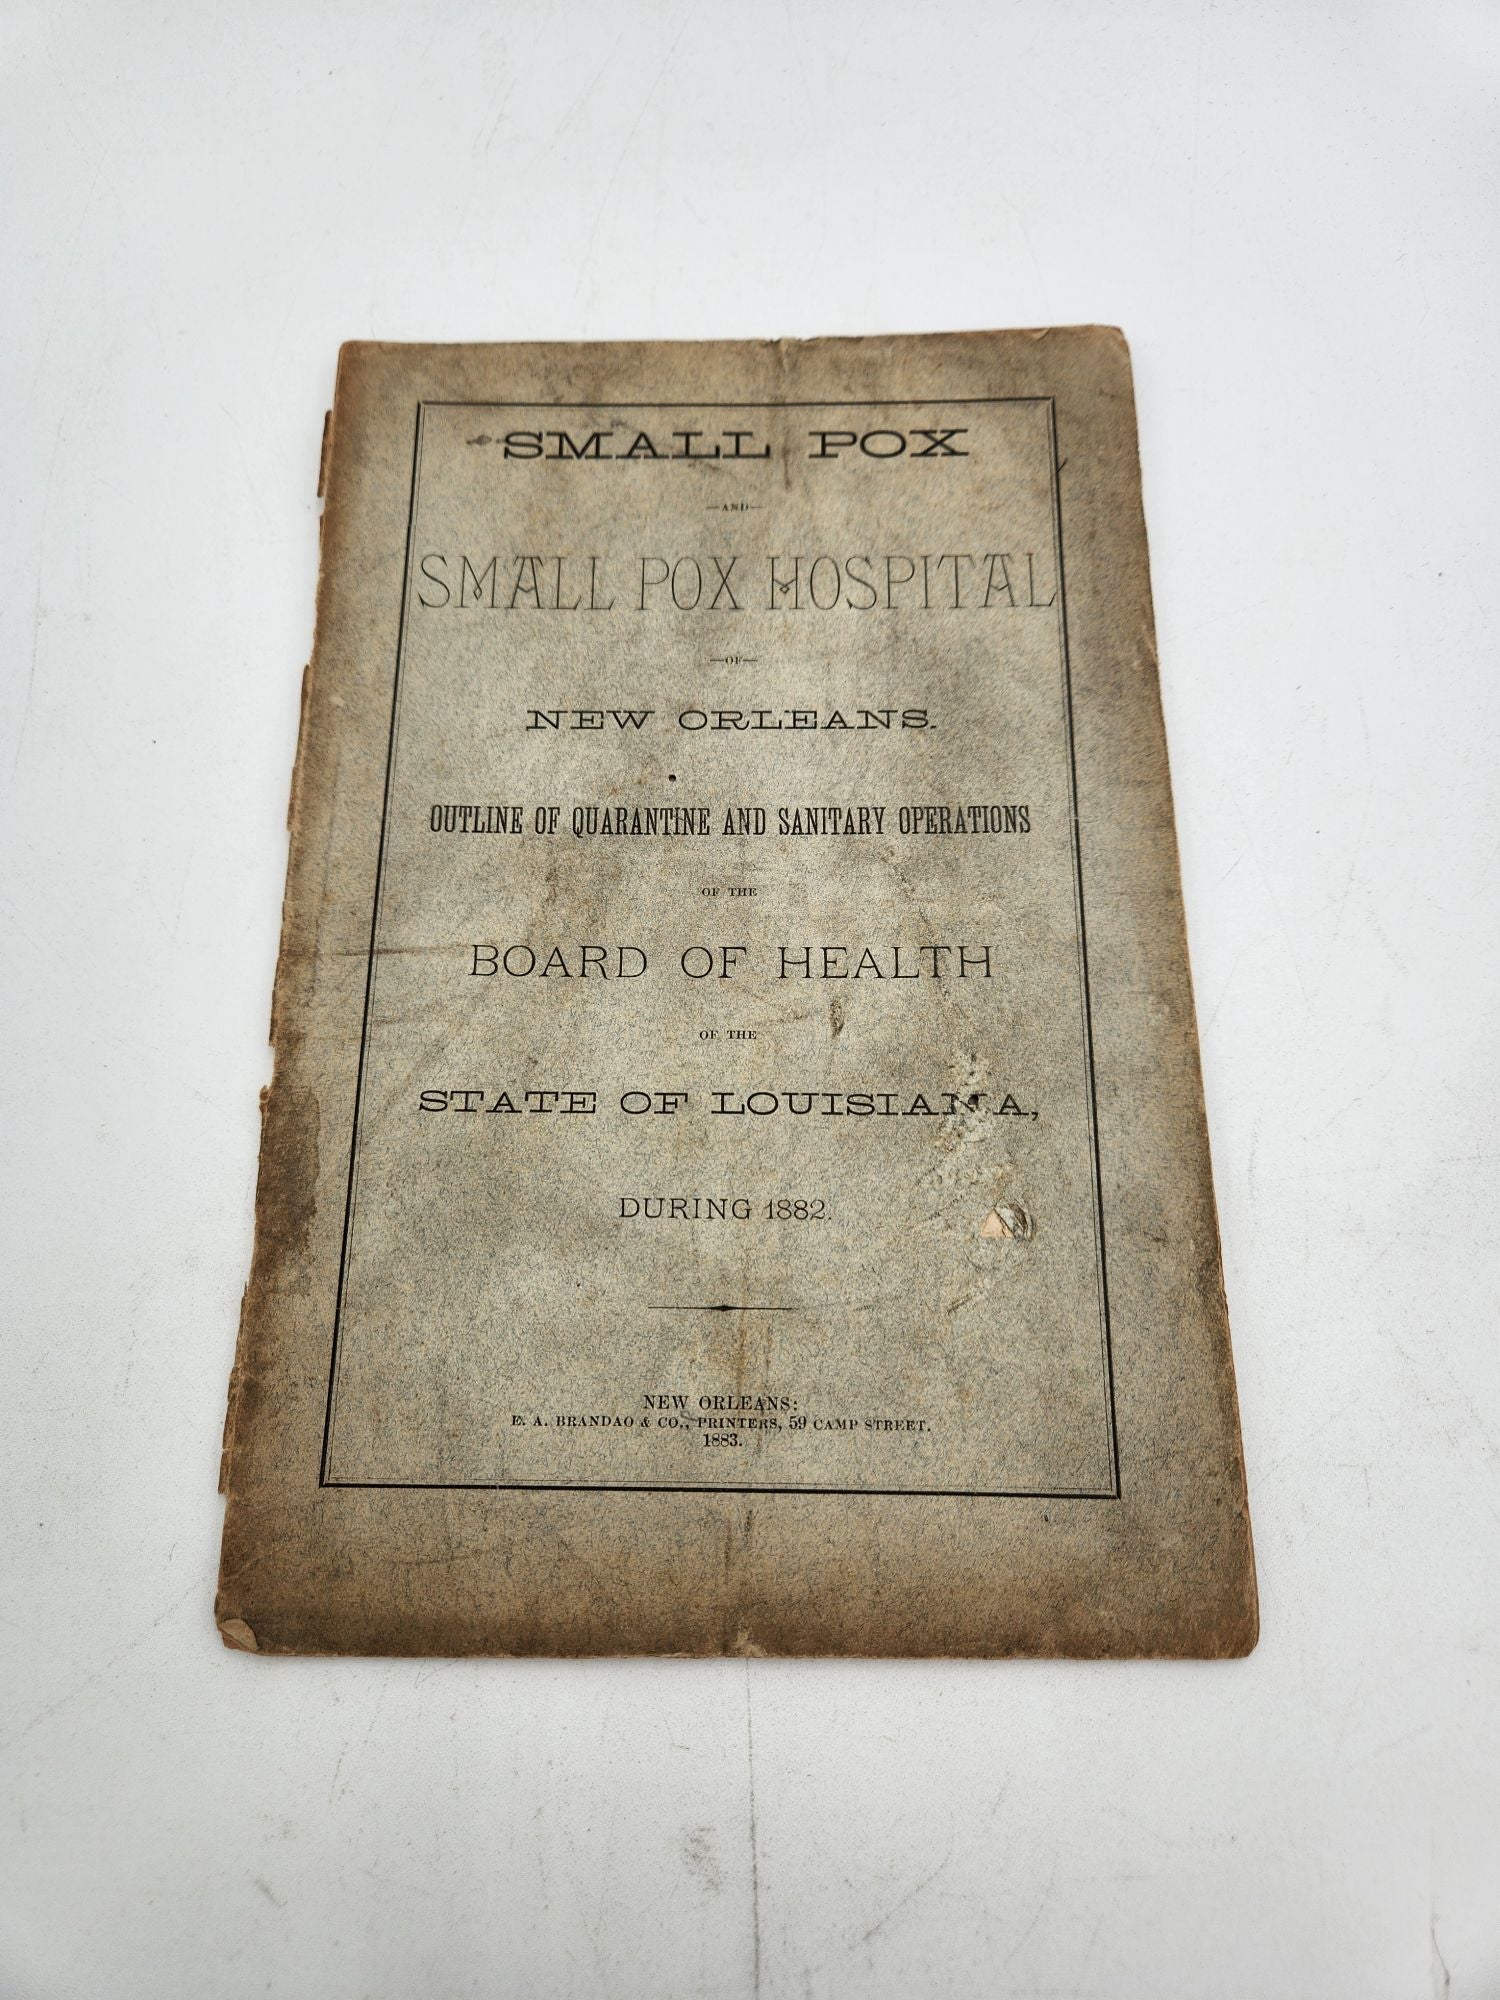 SMALL POX
—AND—
SMALL POX HOSPITAL
—OF—
NEW ORLEANS.
OUTLINE OF QUARANTINE AND SANITARY OPERATIONS
OF THE
BOARD OF HEALTH
OF THE
STATE OF LOUISIANA,
DURING 1882.
NEW ORLEANS:
E. A. BRANDAO & CO., PRINTERS, 59 CAMP STREET.
1883.